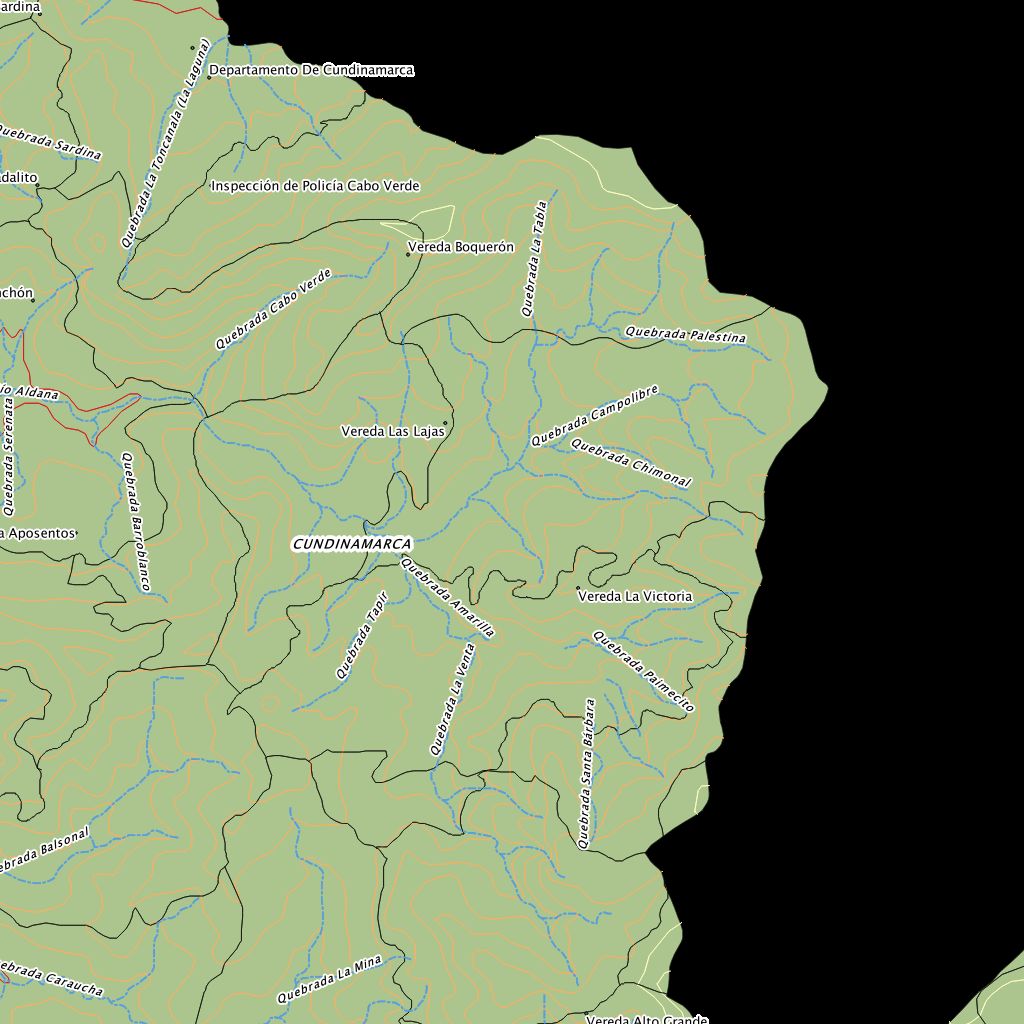 ardina
Departamento De Cundinamarca
Quebrada La Toncanala (La Laguna)
Quebrada Sardina
dalito
Inspección de Policía Cabo Verde
Quebrada La Tabla
Vereda Boquerón
nchón
Quebrada Cabo Verde
Quebrada Palestina
io Aldana
Quebrada Serenata
Quebrada Campolibre
Vereda Las Lajas
Quebrada Chimonal
Quebrada Barroblanco
a Aposentos
CUNDINAMARCA
Quebrada Amarilla
Quebrada Tapir
Vereda La Victoria
Quebrada Paimecito
Quebrada La Venta
Quebrada Santa Bárbara
ebrada Balsonal
ebrada Caraucha
Quebrada La Mina
Vereda Alto Grande